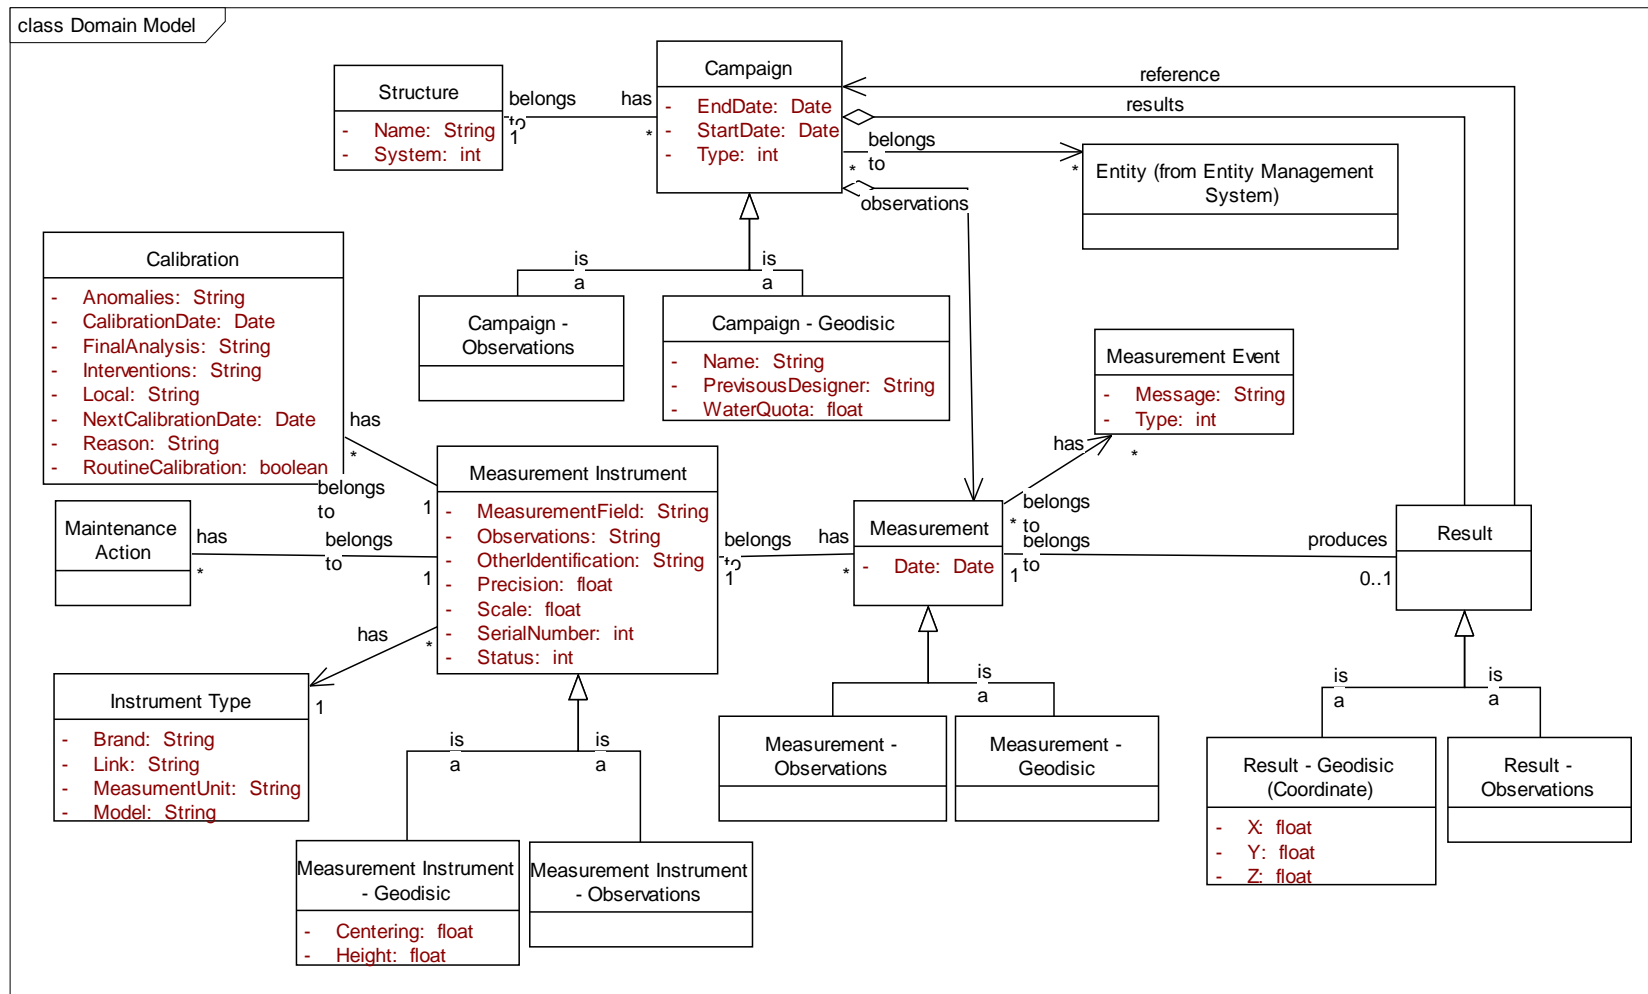 class Domain Model
Campaign
- EndDate: Date
- StartDate: Date
- Type: int
Structure
- Name: String
- System: int
belongs
to
1
has
*
reference
results
belongs
to
*
*
observations
Entity (from Entity Management
System)
Calibration
- Anomalies: String
- CalibrationDate: Date
- FinalAnalysis: String
- Interventions: String
- Local: String
- NextCalibrationDate: Date
- Reason: String
- RoutineCalibration: boolean
is
a
is
a
Campaign -
Observations
Campaign - Geodisic
- Name: String
- PrevisousDesigner: String
- WaterQuota: float
Measurement Event
- Message: String
- Type: int
has
*
belongs
to
1
has
*
belongs
to
*
Measurement Instrument
- MeasurementField: String
- Observations: String
- OtherIdentification: String
- Precision: float
- Scale: float
- SerialNumber: int
- Status: int
Maintenance
Action
has
*
belongs
to
1
belongs
to
1
has
*
Measurement
- Date: Date
belongs
to
1
produces
0..1
Result
has
*
1
Instrument Type
- Brand: String
- Link: String
- MeasumentUnit: String
- Model: String
is
a
is
a
is
a
is
a
is
a
Measurement -
Observations
Measurement -
Geodisic
Result - Geodisic
(Coordinate)
- X: float
- Y: float
- Z: float
Result -
Observations
Measurement Instrument
- Geodisic
- Centering: float
- Height: float
Measurement Instrument
- Observations